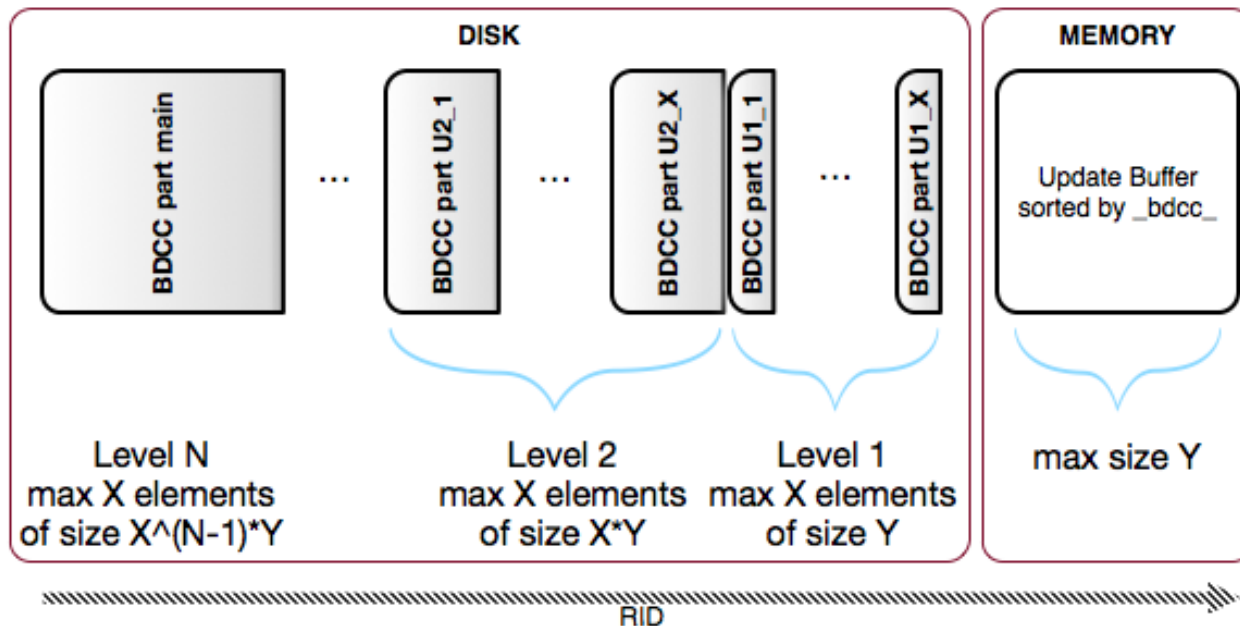 DISK
MEMORY
BDCC part main
...
BDCC part U2_1
...
BDCC part U2_X
BDCC part U1_1
...
BDCC part U1_X
Update Buffer
sorted by _bdcc_
Level N
max X elements
of size X^(N-1)*Y
Level 2
max X elements
of size X*Y
Level 1
max X elements
of size Y
max size Y
RID